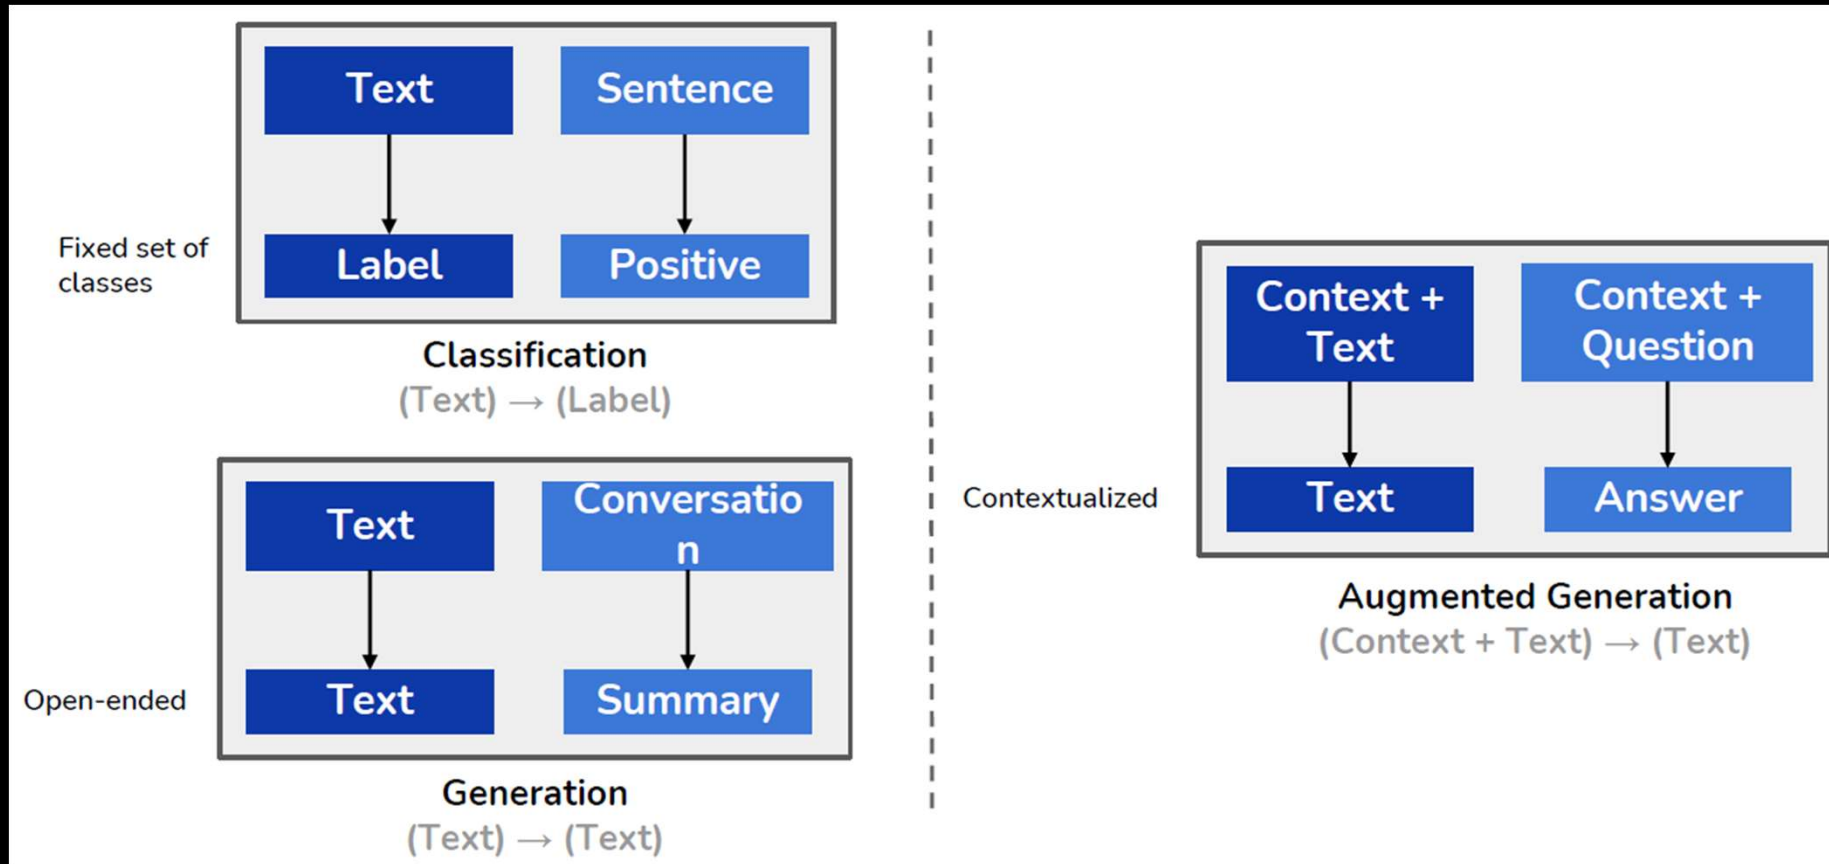 Text
Sentence
Fixed set of
classes
Label
Positive
Classification
(Text) → (Label)
Text
Conversatio
n
Open-ended
Text
Summary
Generation
(Text) → (Text)
Context +
Text
Context +
Question
Contextualized
Text
Answer
Augmented Generation
(Context + Text) → (Text)